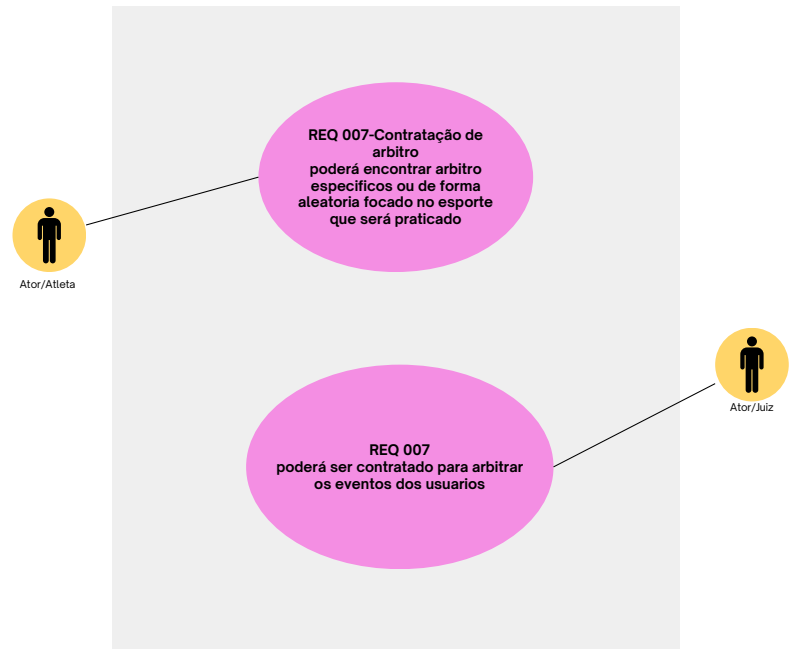 REQ 007-Contratação de
arbitro
poderá encontrar arbitro
especificos ou de forma
aleatoria focado no esporte
que será praticado
Ator/Atleta
Ator/Juiz
REQ 007
poderá ser contratado para arbitrar
os eventos dos usuarios